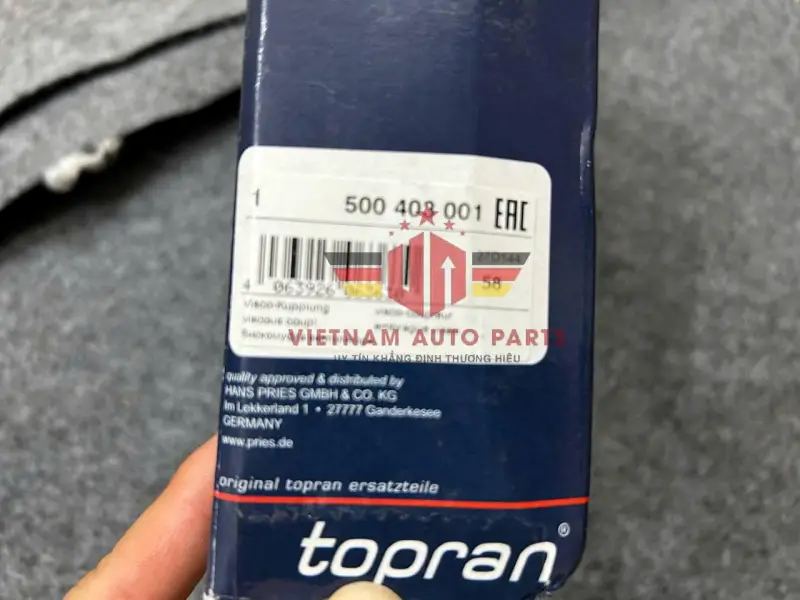 1 500 408 001 EAC
58
4 063926
Visco-Kupplung
viscous coupl
quality approved & distributed by
HANS PRIES GMBH & CO. KG
Im Lekkerland 1 • 27777 Ganderkesee
GERMANY
www.pries.de
original topran ersatzteile
topran®
VIETNAM AUTO PARTS
UY TÍN KHẲNG ĐỊNH THƯƠNG HIỆU